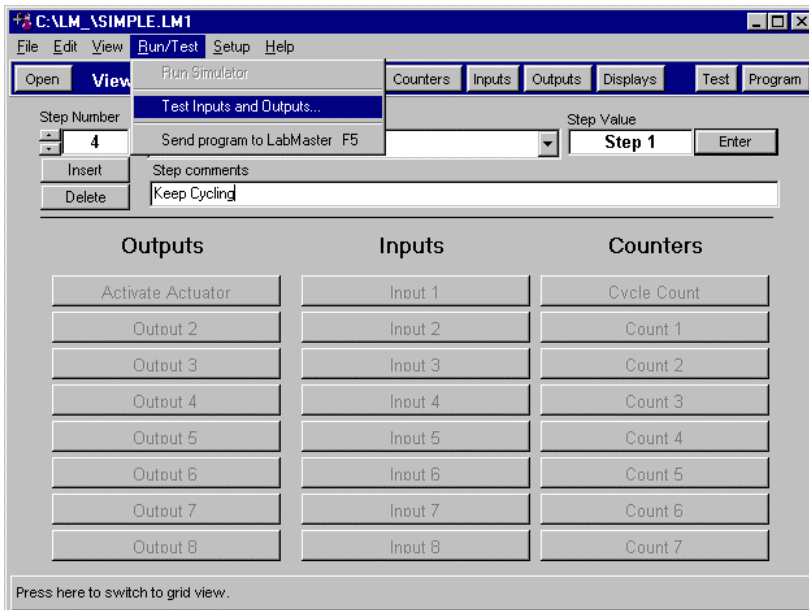 C:\LM_\SIMPLE.LM1
File Edit View Run/Test Setup Help
Open View Counters Inputs Outputs Displays Test Program
Run Simulator
Test Inputs and Outputs...
Send program to LabMaster F5
Step Number
4
Step Value
Step 1
Enter
Insert
Delete
Step comments
Keep Cycling
Outputs Inputs Counters
Activate Actuator Input 1 Cycle Count
Output 2 Input 2 Count 1
Output 3 Input 3 Count 2
Output 4 Input 4 Count 3
Output 5 Input 5 Count 4
Output 6 Input 6 Count 5
Output 7 Input 7 Count 6
Output 8 Input 8 Count 7
Press here to switch to grid view.